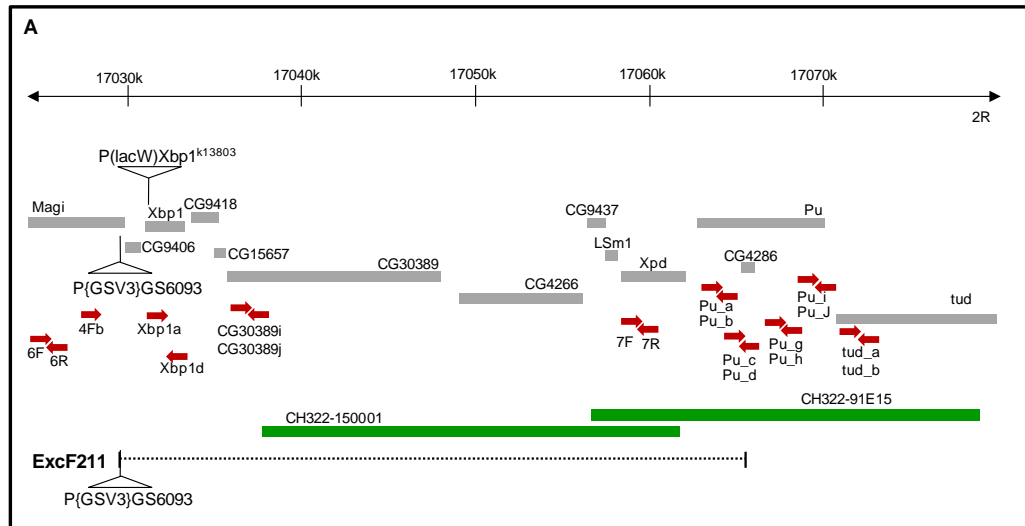 A
17030k 17040k 17050k 17060k 17070k
2R
P(lacW)Xbp1k13803
Magi Xbp1 CG9418 CG9437 Pu
CG9406 CG15657 LSm1 CG4286
CG30389 Xpd
P{GSV3}GS6093 CG4266
6F 6R 4Fb Xbp1a CG30389i 7F 7R Pu_a Pu_i tud
Xbp1d CG30389j Pu_b Pu_J
Pu_c Pu_g tud_a
Pu_d Pu_h tud_b
CH322-91E15
CH322-150001
ExcF211
P{GSV3}GS6093